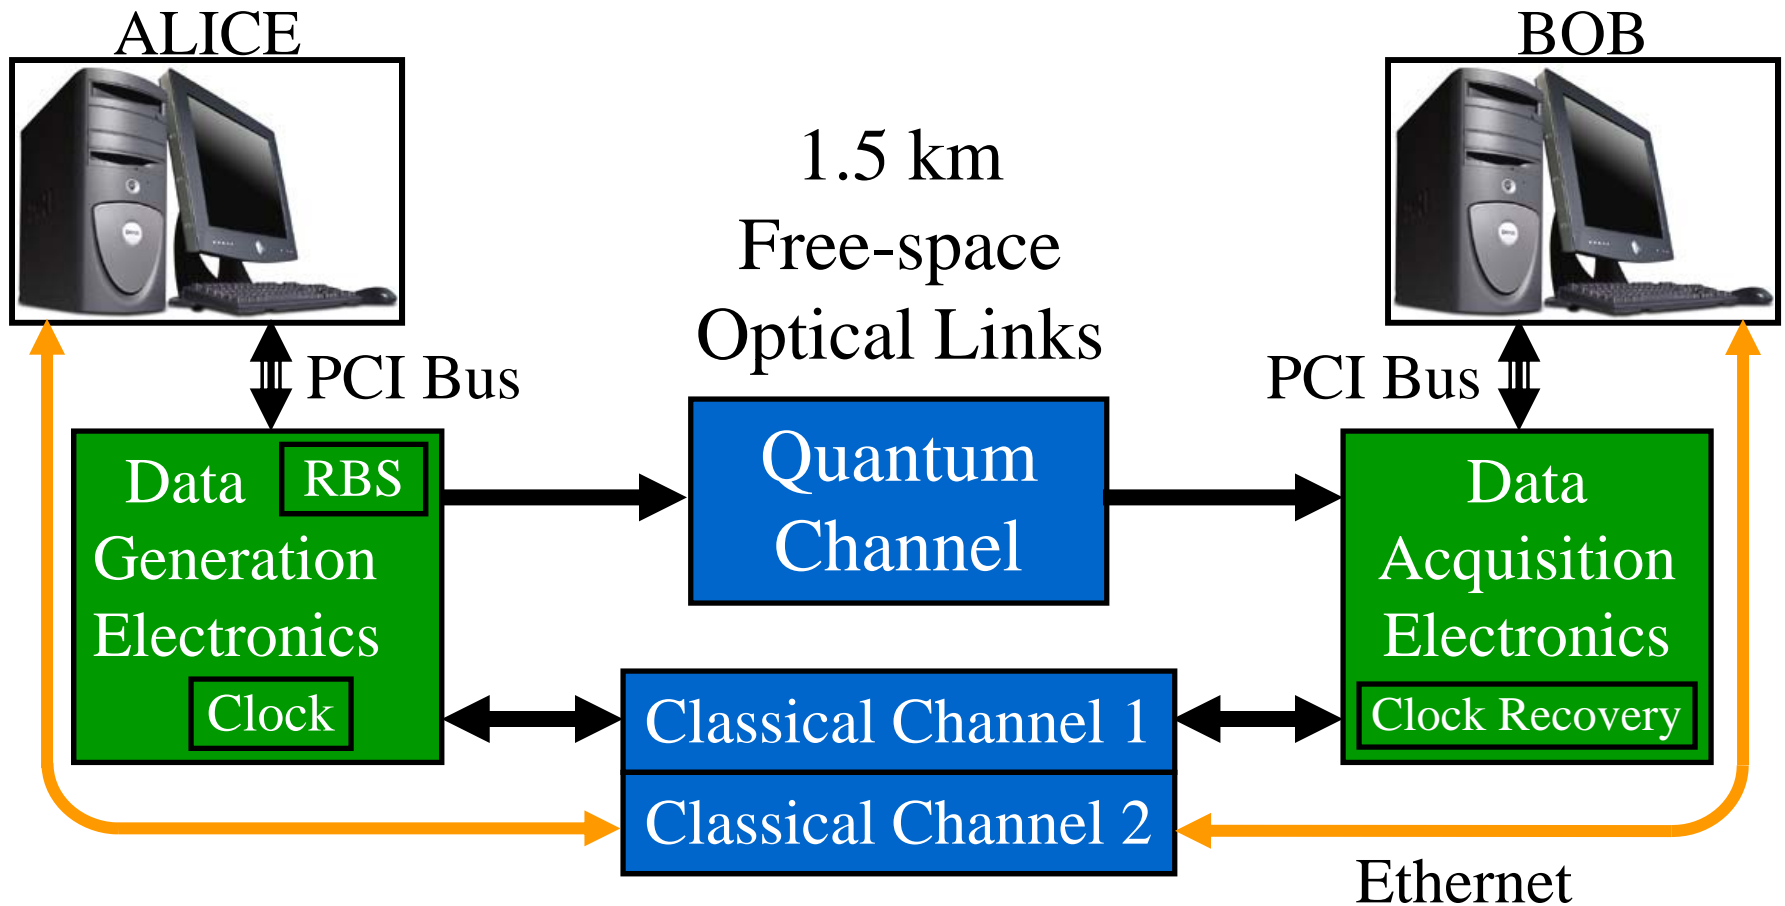 ALICE
BOB
1.5 km
Free-space
Optical Links
PCI Bus
PCI Bus
Data
RBS
Generation
Electronics
Clock
Quantum
Channel
Data
Acquisition
Electronics
Clock Recovery
Classical Channel 1
Classical Channel 2
Ethernet